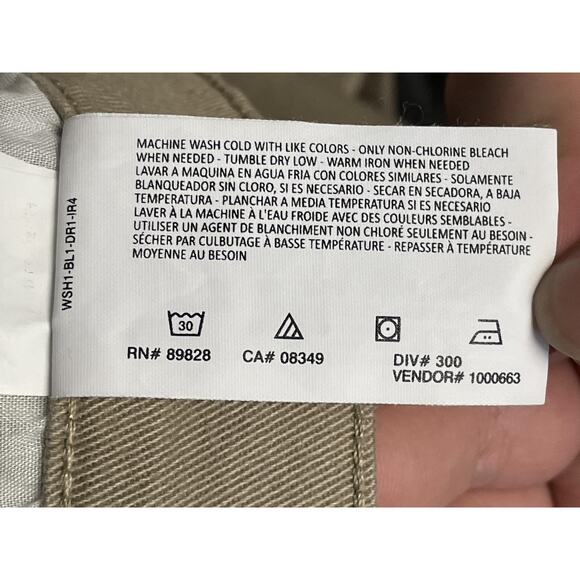 MACHINE WASH COLD WITH LIKE COLORS - ONLY NON-CHLORINE BLEACH
WHEN NEEDED - TUMBLE DRY LOW - WARM IRON WHEN NEEDED
LAVAR A MAQUINA EN AGUA FRIA CON COLORES SIMILARES - SOLAMENTE
BLANQUEADOR SIN CLORO, SI ES NECESARIO - SECAR EN SECADORA, A BAJA
TEMPERATURA - PLANCHAR A MEDIA TEMPERATURA SI ES NECESARIO
LAVER À LA MACHINE À L'EAU FROIDE AVEC DES COULEURS SEMBLABLES -
UTILISER UN AGENT DE BLANCHIMENT NON CHLORÉ SEULEMENT AU BESOIN -
SÉCHER PAR CULBUTAGE À BASSE TEMPÉRATURE - REPASSER À TEMPÉRATURE
MOYENNE AU BESOIN
WSH1-BL1-DR1-IR4
30
RN# 89828
CA# 08349
DIV# 300
VENDOR# 1000663